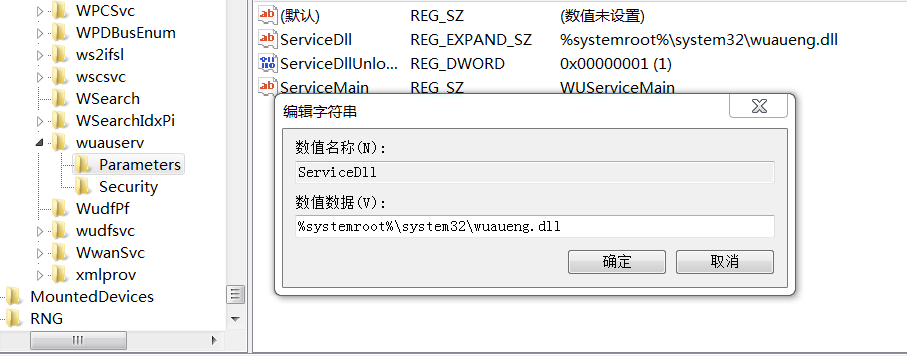 WPCSvc
WPDBusEnum
ws2ifsl
wscsvc
WSearch
WSearchIdxPi
wuauserv
Parameters
Security
WudfPf
wudfsvc
WwanSvc
xmlprov
MountedDevices
RNG
(默认) REG_SZ (数值未设置)
ServiceDll REG_EXPAND_SZ %systemroot%\system32\wuaueng.dll
ServiceDllUnlo... REG_DWORD 0x00000001 (1)
ServiceMain REG_SZ WUServiceMain
编辑字符串
数值名称(N):
ServiceDll
数值数据(V):
%systemroot%\system32\wuaueng.dll
确定 取消